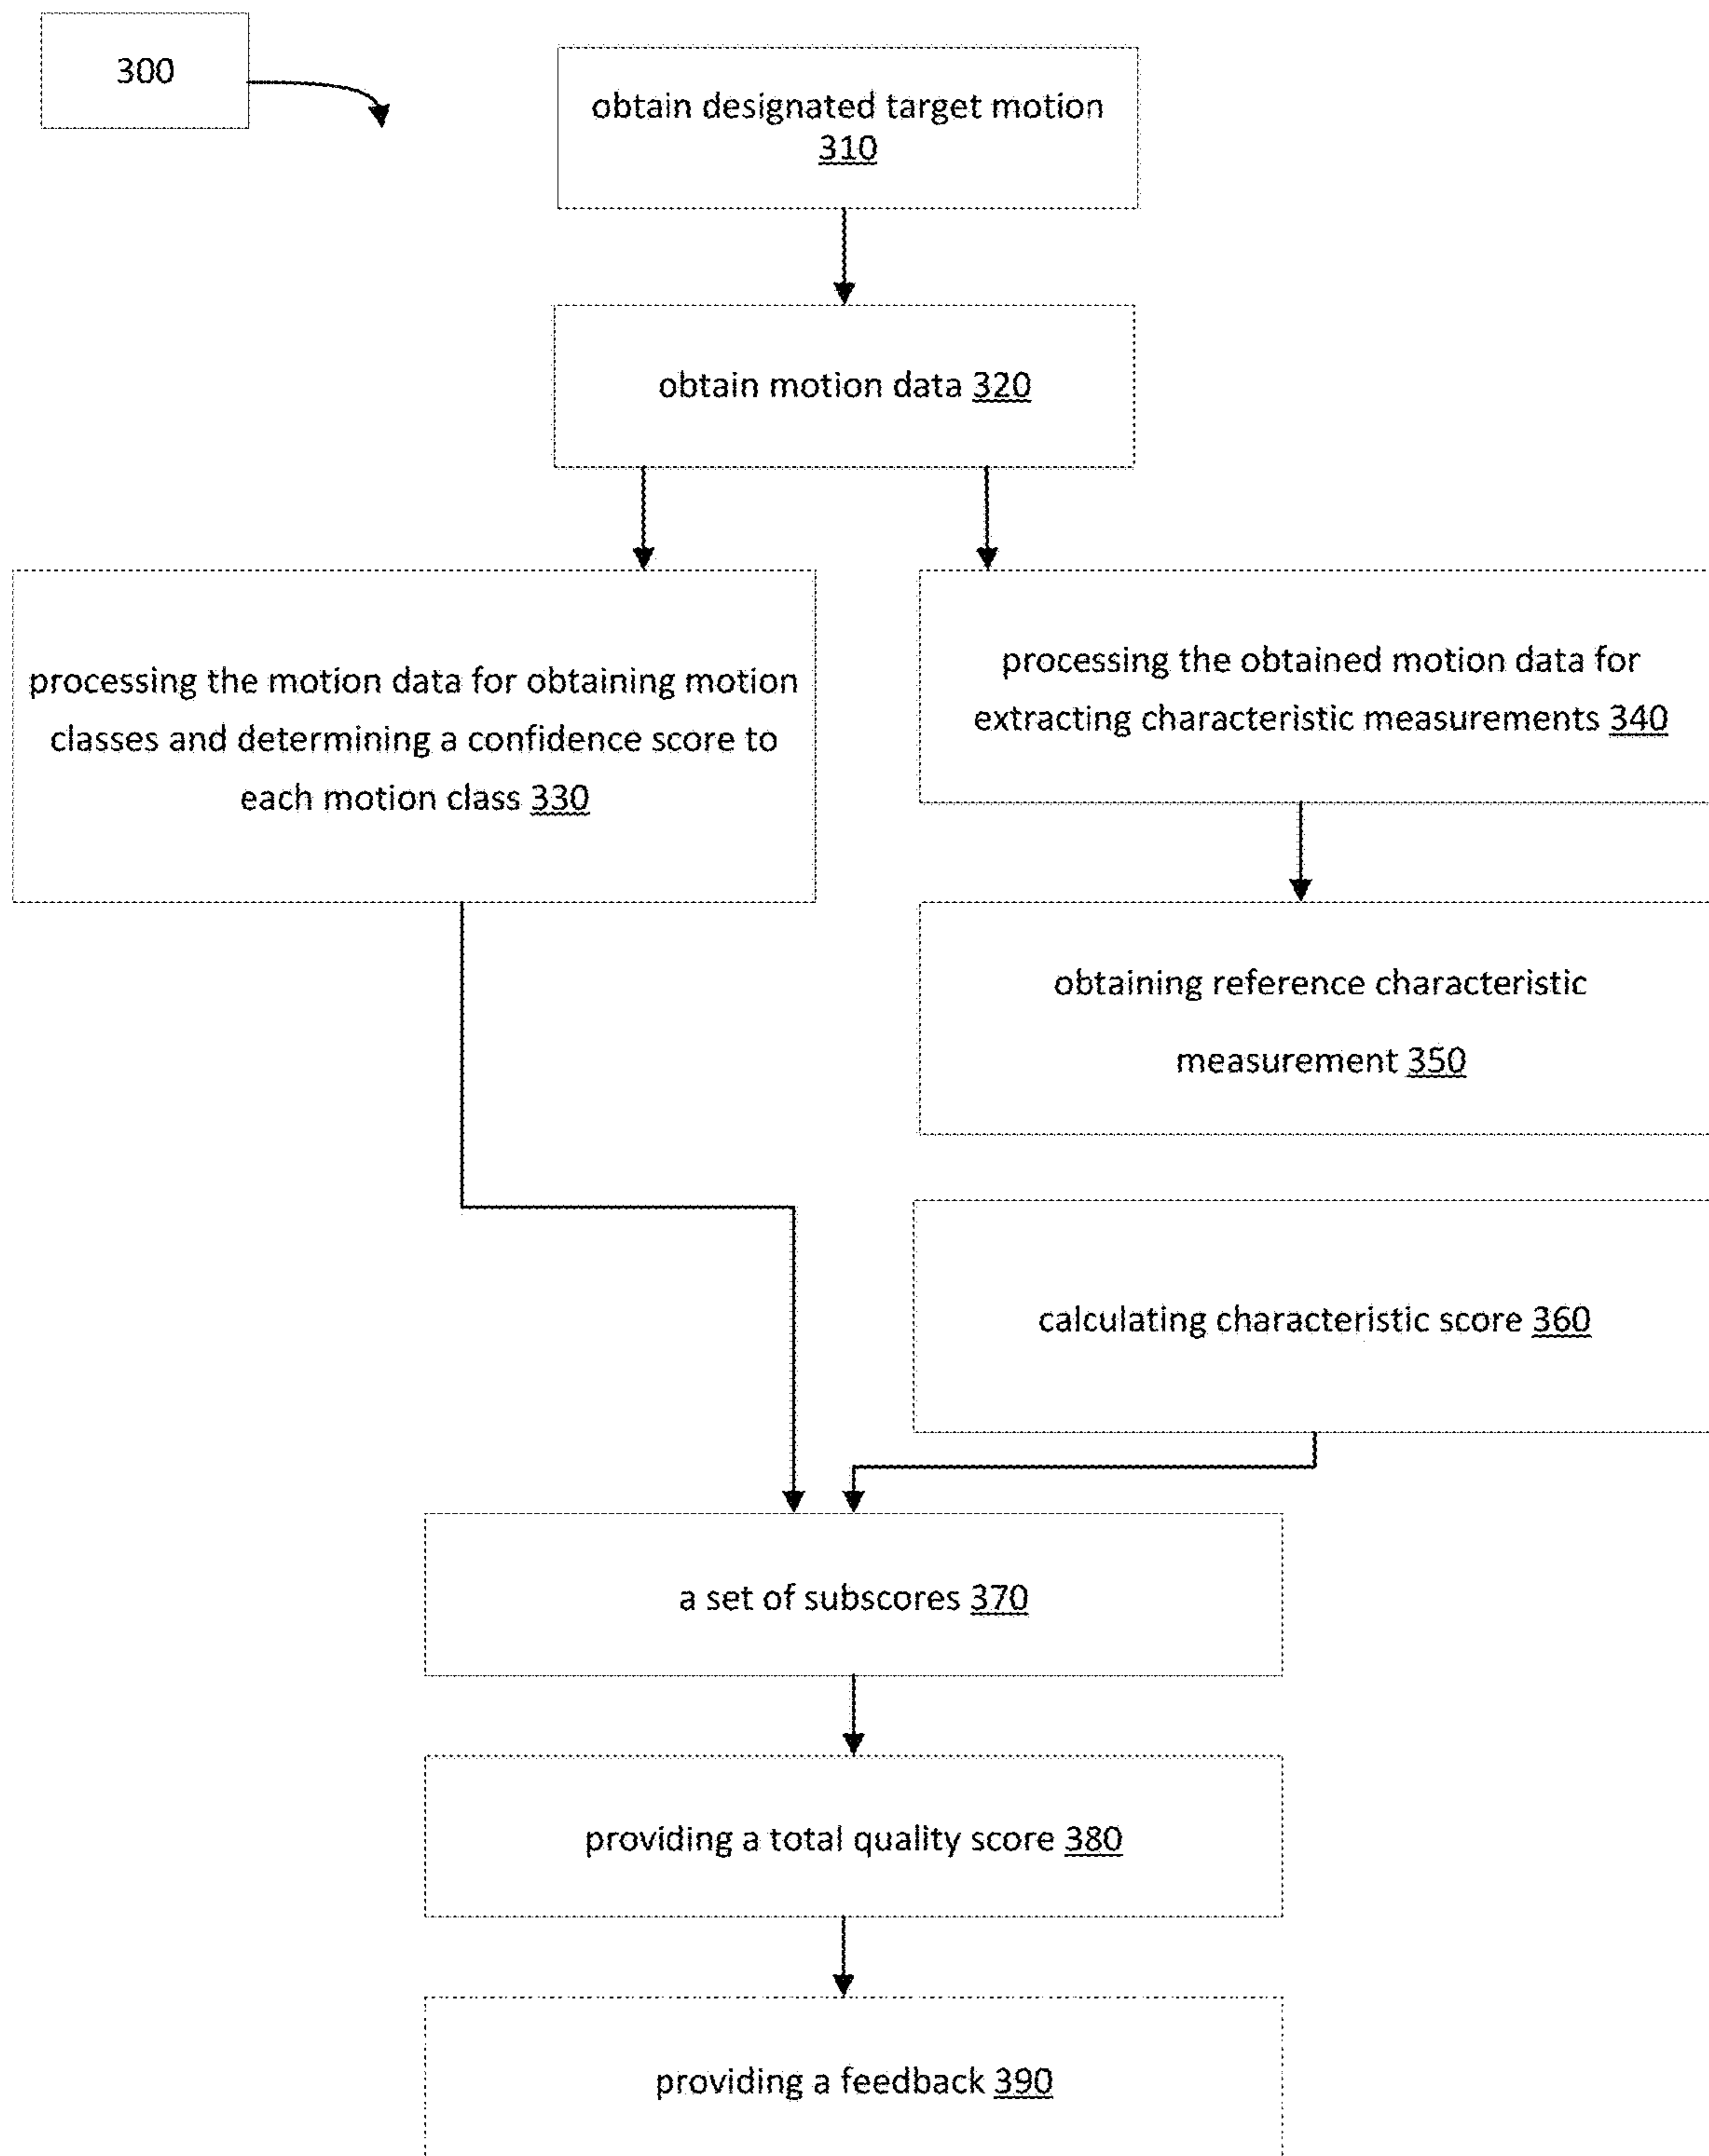 300
obtain designated target motion
310
obtain motion data 320
processing the motion data for obtaining motion
classes and determining a confidence score to
each motion class 330
processing the obtained motion data for
extracting characteristic measurements 340
obtaining reference characteristic
measurement 350
calculating characteristic score 360
a set of subscores 370
providing a total quality score 380
providing a feedback 390